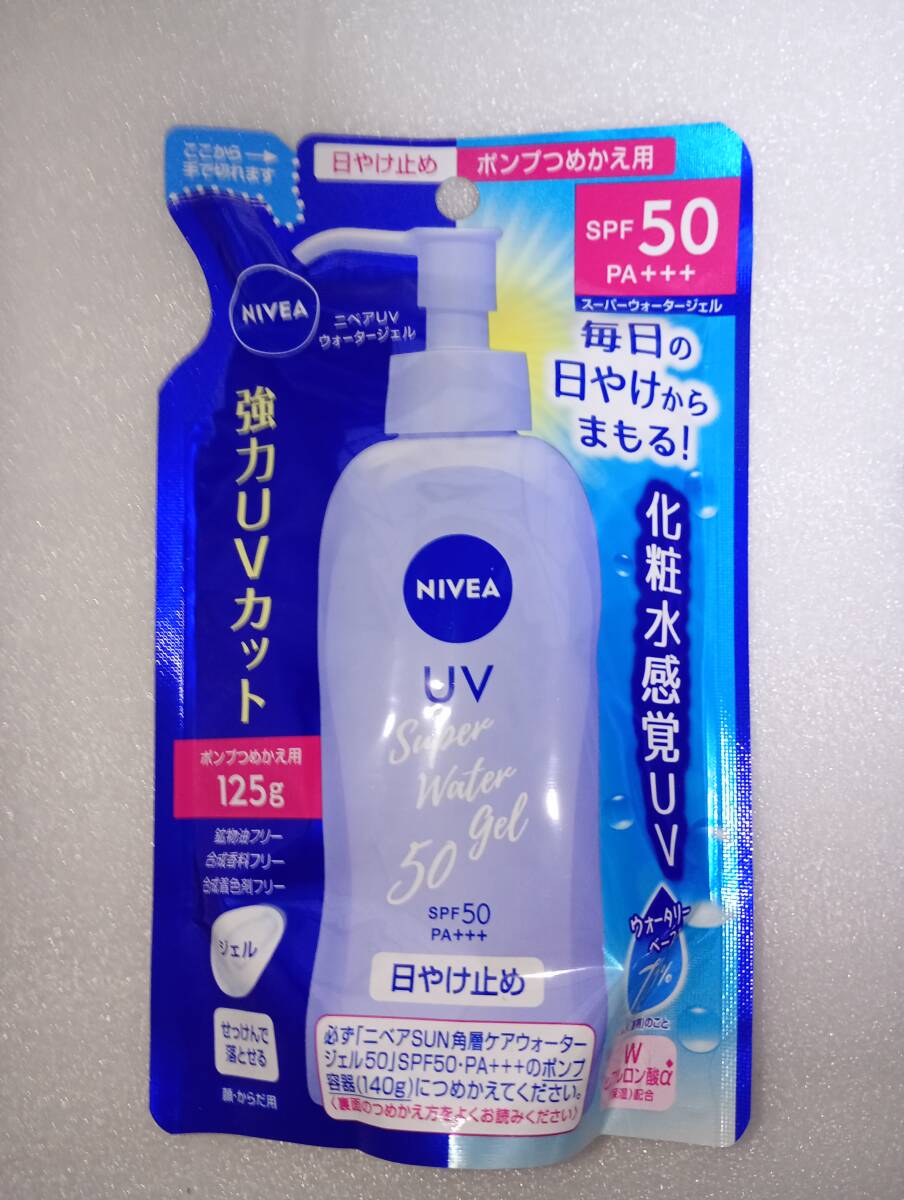 ここから→
手で切れます
日やけ止め
ポンプつめかえ用
SPF 50
PA+++
スーパーウォータージェル
NIVEA
ニベアUV
ウォータージェル
毎日の
日やけから
まもる!
強力UVカット
化粧水感覚UV
NIVEA
UV
Super
Water
Gel
50
SPF50
PA+++
日やけ止め
ポンプつめかえ用
125g
鉱物油フリー
合成香料フリー
合成着色剤フリー
ジェル
せっけんで
落とせる
顔・からだ用
ウォータリー
ベース
のこと
W
アルロン酸α
配合
必ず「ニベアSUN角層ケアウォーター
ジェル50」SPF50・PA+++のポンプ
容器(140g)につめかえてください。
〈裏面のつめかえ方をよくお読みください〉